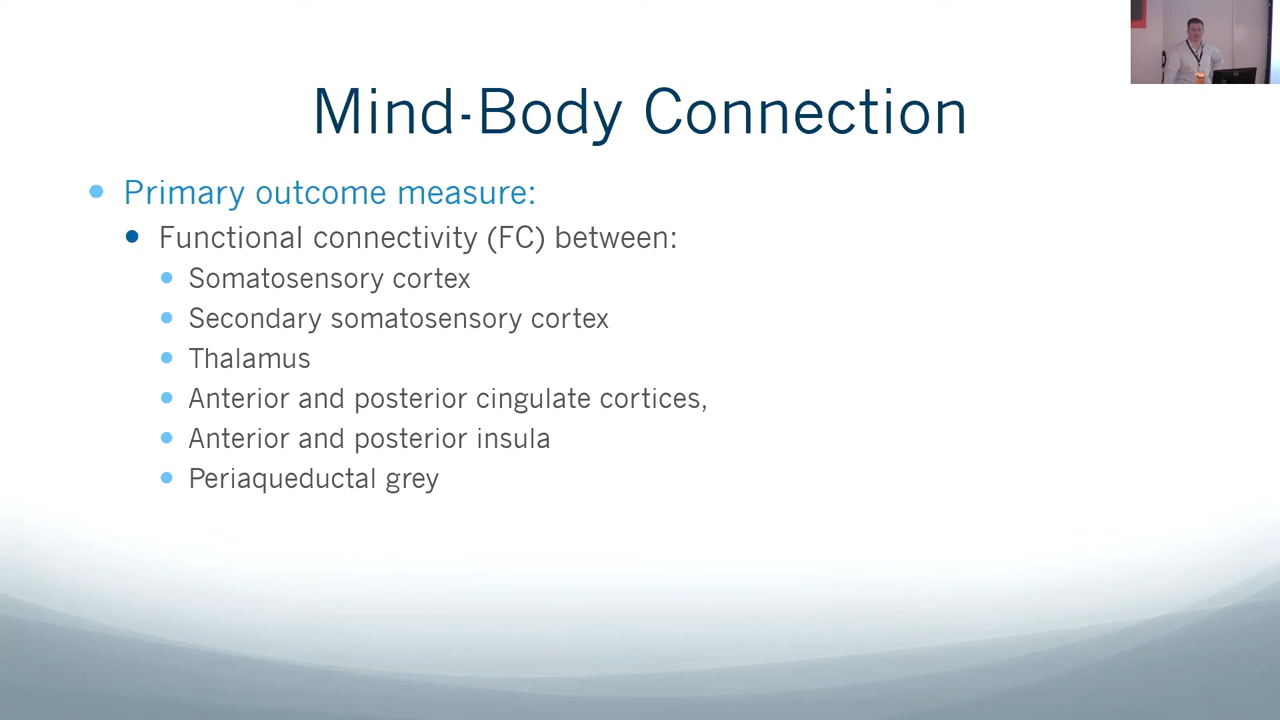 Mind-Body Connection
Primary outcome measure:
Functional connectivity (FC) between:
Somatosensory cortex
Secondary somatosensory cortex
Thalamus
Anterior and posterior cingulate cortices,
Anterior and posterior insula
Periaqueductal grey